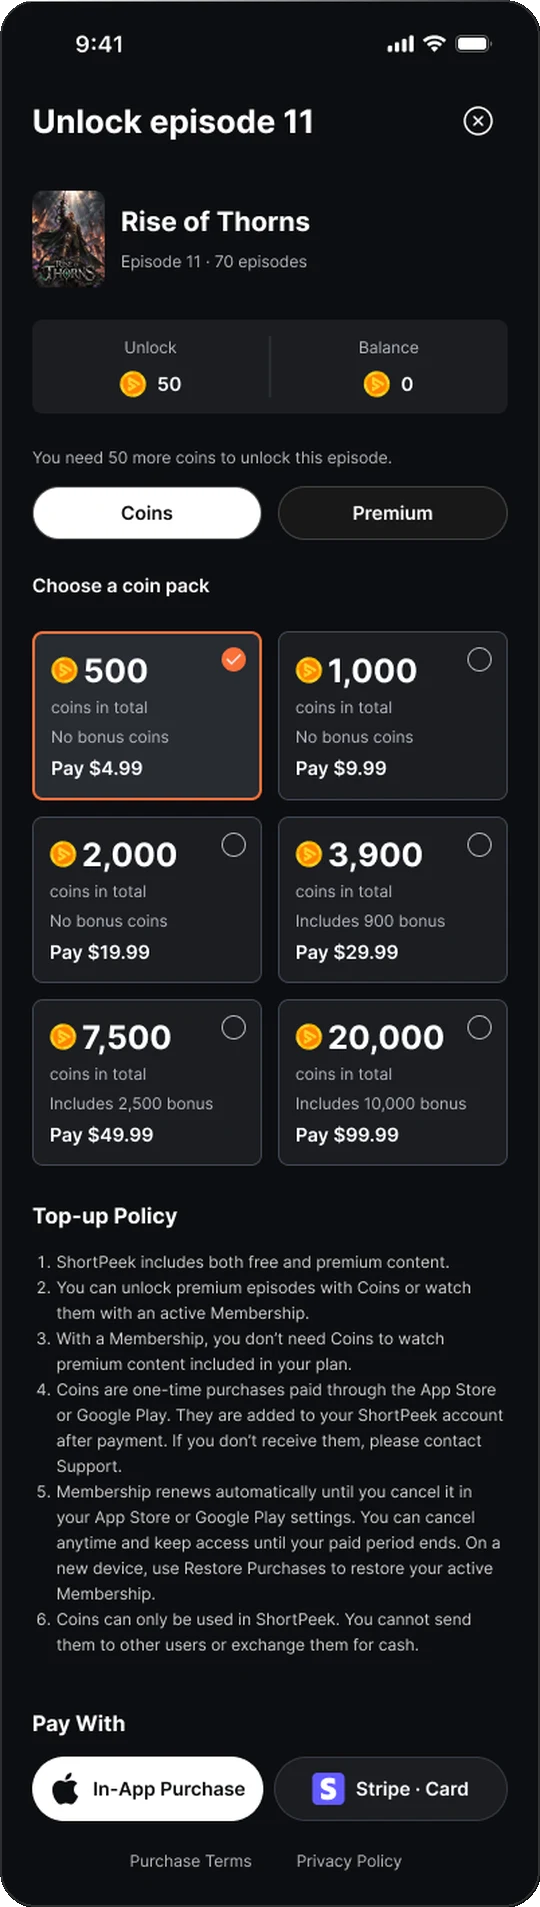 9:41
Unlock episode 11
RISE OF
THORNS
Rise of Thorns
Episode 11 · 70 episodes
Unlock
50
Balance
0
You need 50 more coins to unlock this episode.
Coins
Premium
Choose a coin pack
500
coins in total
No bonus coins
Pay $4.99
1,000
coins in total
No bonus coins
Pay $9.99
2,000
coins in total
No bonus coins
Pay $19.99
3,900
coins in total
Includes 900 bonus
Pay $29.99
7,500
coins in total
Includes 2,500 bonus
Pay $49.99
20,000
coins in total
Includes 10,000 bonus
Pay $99.99
Top-up Policy
1. ShortPeek includes both free and premium content.
2. You can unlock premium episodes with Coins or watch
them with an active Membership.
3. With a Membership, you don’t need Coins to watch
premium content included in your plan.
4. Coins are one-time purchases paid through the App Store
or Google Play. They are added to your ShortPeek account
after payment. If you don’t receive them, please contact
Support.
5. Membership renews automatically until you cancel it in
your App Store or Google Play settings. You can cancel
anytime and keep access until your paid period ends. On a
new device, use Restore Purchases to restore your active
Membership.
6. Coins can only be used in ShortPeek. You cannot send
them to other users or exchange them for cash.
Pay With
In-App Purchase
S Stripe · Card
Purchase Terms
Privacy Policy